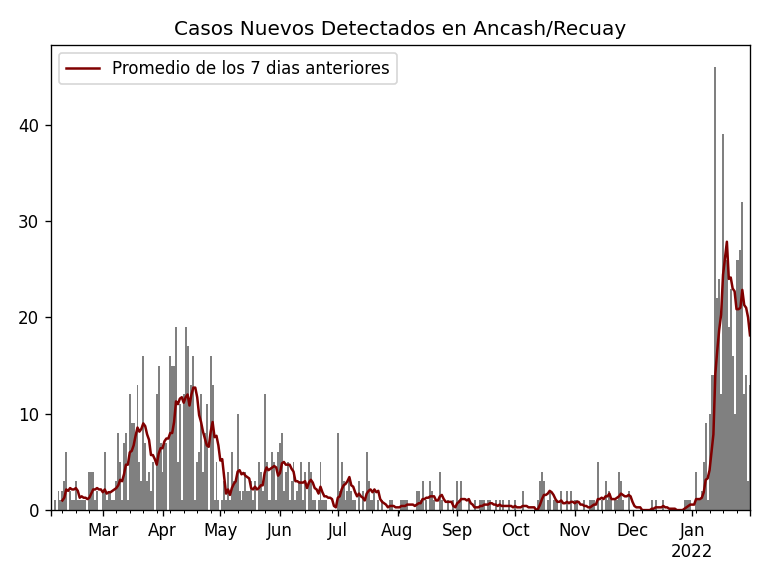 Casos Nuevos Detectados en Ancash/Recuay
Promedio de los 7 dias anteriores
40
30
20
10
0
Mar Apr May Jun Jul Aug Sep Oct Nov Dec Jan
2022